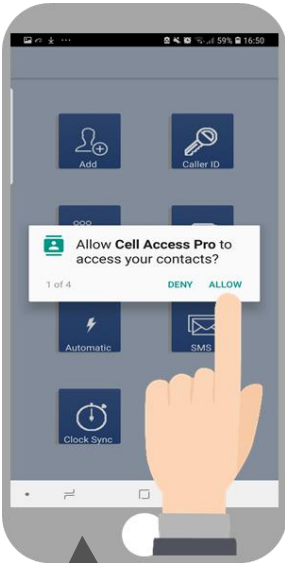 59% 16:50
Add
Caller ID
Allow Cell Access Pro to
access your contacts?
1 of 4
DENY ALLOW
Automatic
SMS
Clock Sync